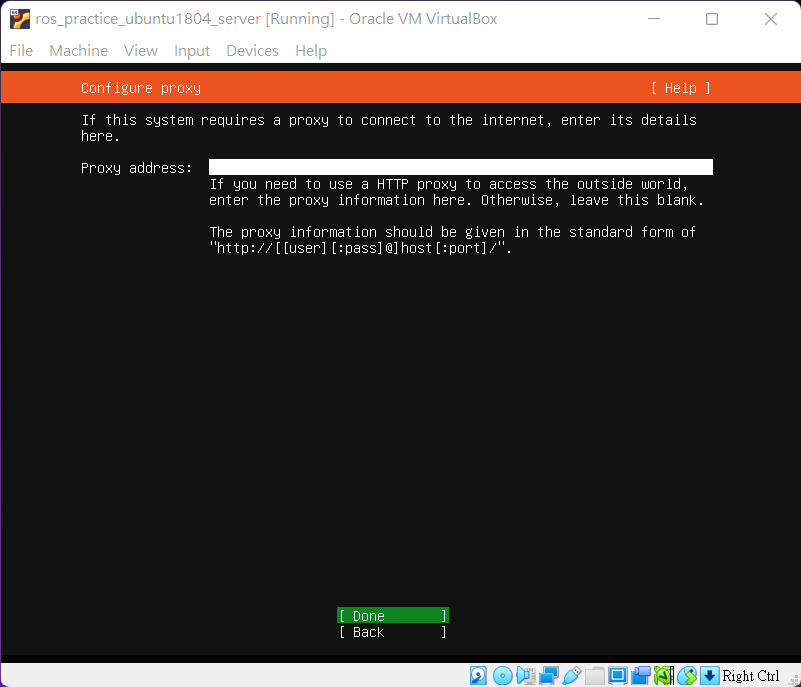 ros_practice_ubuntu1804_server [Running] - Oracle VM VirtualBox
File Machine View Input Devices Help
Configure proxy [ Help ]
If this system requires a proxy to connect to the internet, enter its details
here.
Proxy address:
If you need to use a HTTP proxy to access the outside world,
enter the proxy information here. Otherwise, leave this blank.
The proxy information should be given in the standard form of
"http://[[user][:pass]@]host[:port]/".
[ Done ]
[ Back ]
Right Ctrl